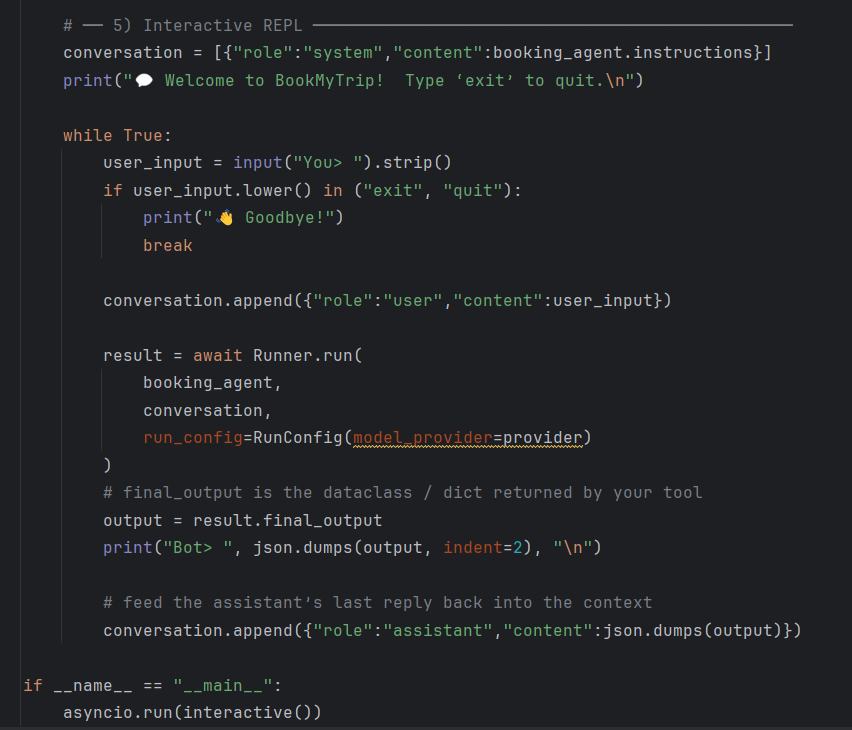 # —— 5) Interactive REPL ————————————————————————————————
conversation = [{"role":"system","content":booking_agent.instructions}]
print("💬 Welcome to BookMyTrip!  Type ‘exit’ to quit.\n")
while True:
user_input = input("You> ").strip()
if user_input.lower() in ("exit", "quit"):
print("👋 Goodbye!")
break
conversation.append({"role":"user","content":user_input})
result = await Runner.run(
booking_agent,
conversation,
run_config=RunConfig(model_provider=provider)
)
# final_output is the dataclass / dict returned by your tool
output = result.final_output
print("Bot> ", json.dumps(output, indent=2), "\n")
# feed the assistant’s last reply back into the context
conversation.append({"role":"assistant","content":json.dumps(output)})
if __name__ == "__main__":
asyncio.run(interactive())